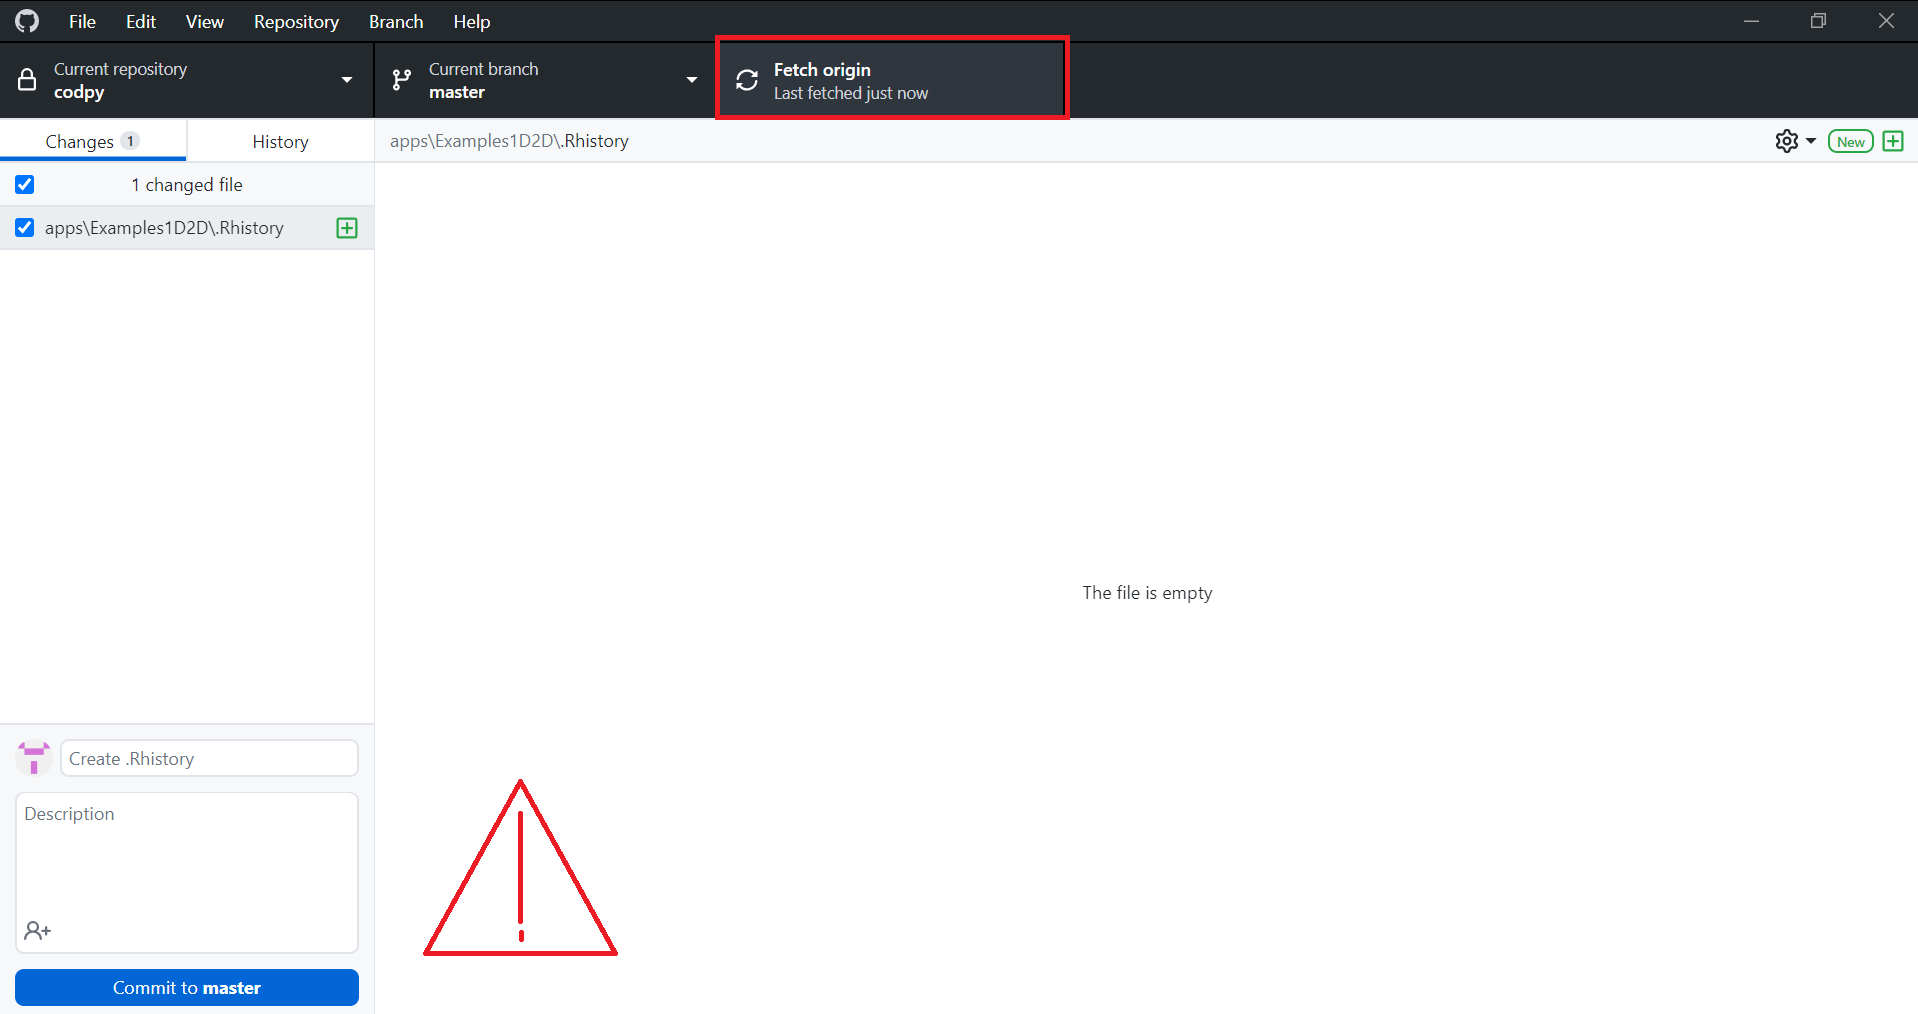 File Edit View Repository Branch Help
Current repository
codpy
Current branch
master
Fetch origin
Last fetched just now
Changes 1
History
apps\Examples1D2D\.Rhistory
New
1 changed file
apps\Examples1D2D\.Rhistory
The file is empty
Create .Rhistory
Description
Commit to master